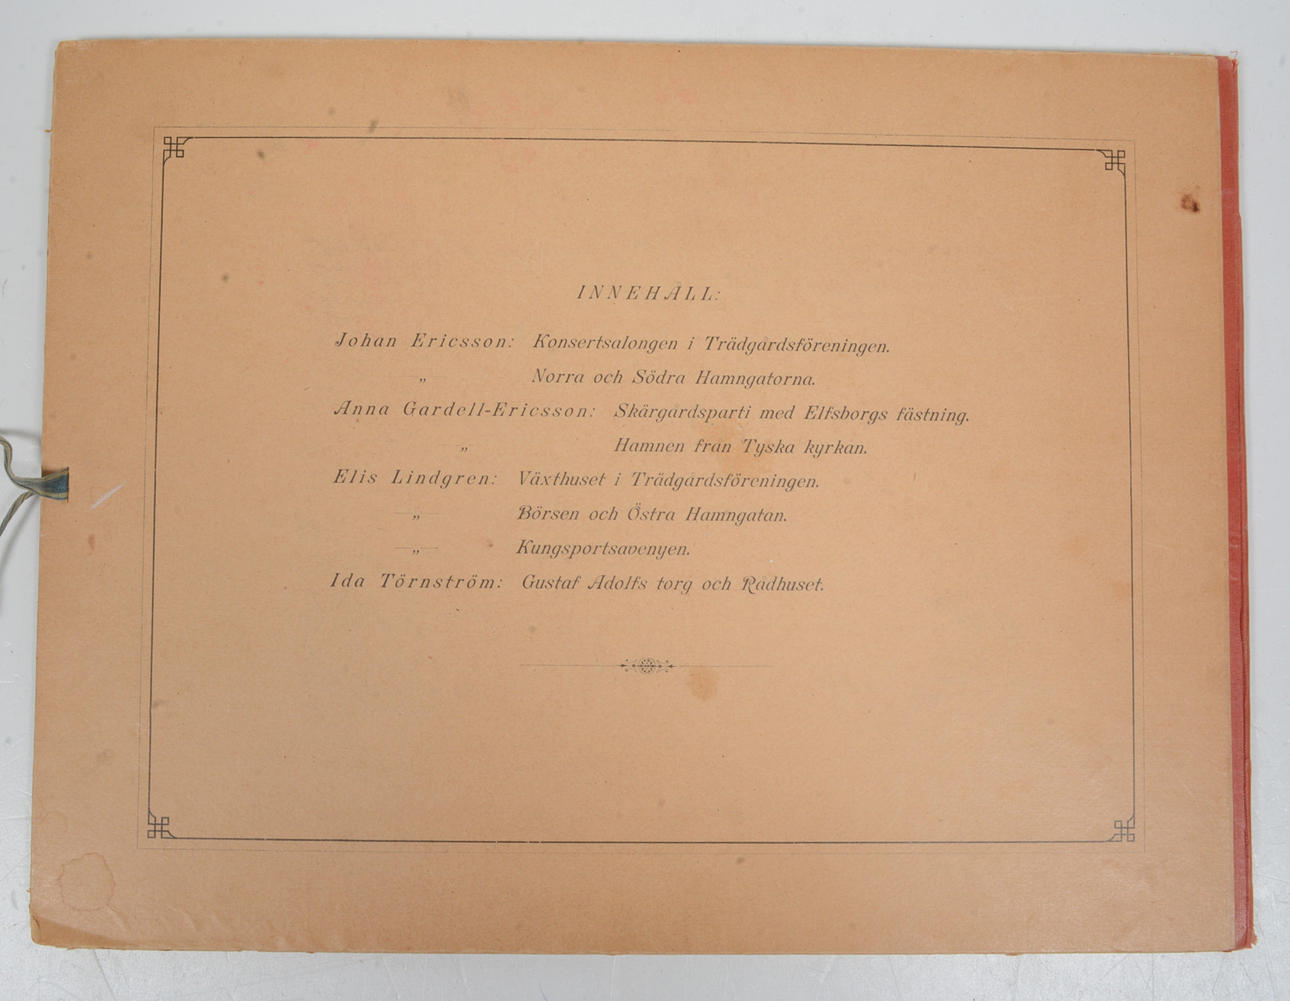 INNEHÅLL:
Johan Ericsson: Konsertsalongen i Trädgårdsföreningen.
„ Norra och Södra Hamngatorna.
Anna Gardell-Ericsson: Skärgårdsparti med Elfsborgs fästning.
„ Hamnen från Tyska kyrkan.
Elis Lindgren: Växthuset i Trädgårdsföreningen.
—„— Börsen och Östra Hamngatan.
—„— Kungsportsavenyen.
Ida Törnström: Gustaf Adolfs torg och Rådhuset.